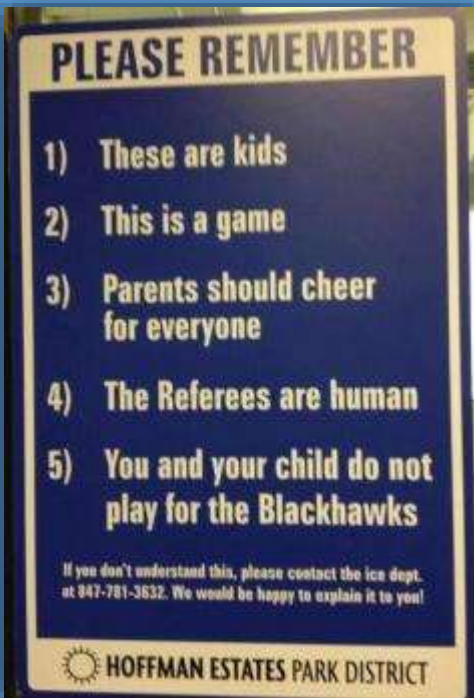 PLEASE REMEMBER
1) These are kids
2) This is a game
3) Parents should cheer
for everyone
4) The Referees are human
5) You and your child do not
play for the Blackhawks
If you don't understand this, please contact the ice dept.
at 847-781-3632. We would be happy to explain it to you!
HOFFMAN ESTATES PARK DISTRICT